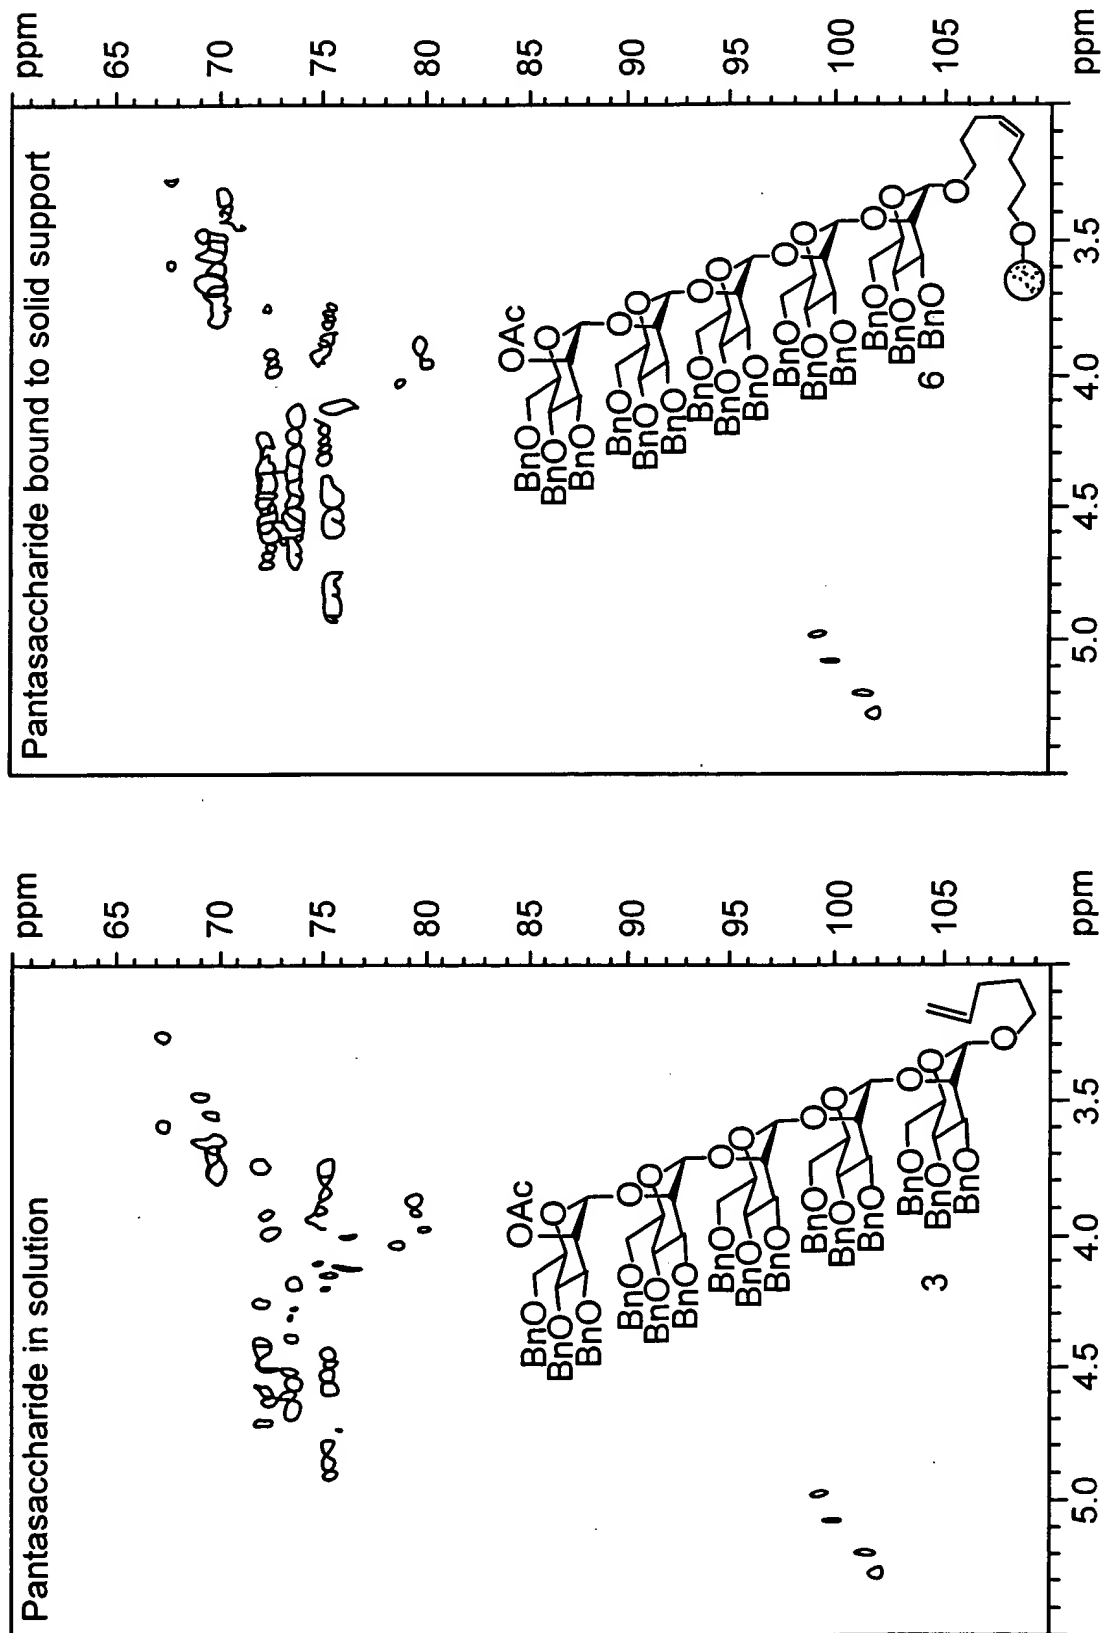 Pantasaccharide in solution
ppm
65
70
75
80
85
90
95
100
105
ppm
OAc
O
BnO
BnO
BnO
O
O
BnO
BnO
BnO
O
O
BnO
BnO
BnO
O
O
BnO
BnO
BnO
O
O
BnO
BnO
BnO
O
3
5.0 4.5 4.0 3.5
Pantasaccharide bound to solid support
ppm
65
70
75
80
85
90
95
100
105
ppm
OAc
O
BnO
BnO
BnO
O
O
BnO
BnO
BnO
O
O
BnO
BnO
BnO
O
O
BnO
BnO
BnO
O
O
BnO
BnO
BnO
O
O
6
5.0 4.5 4.0 3.5